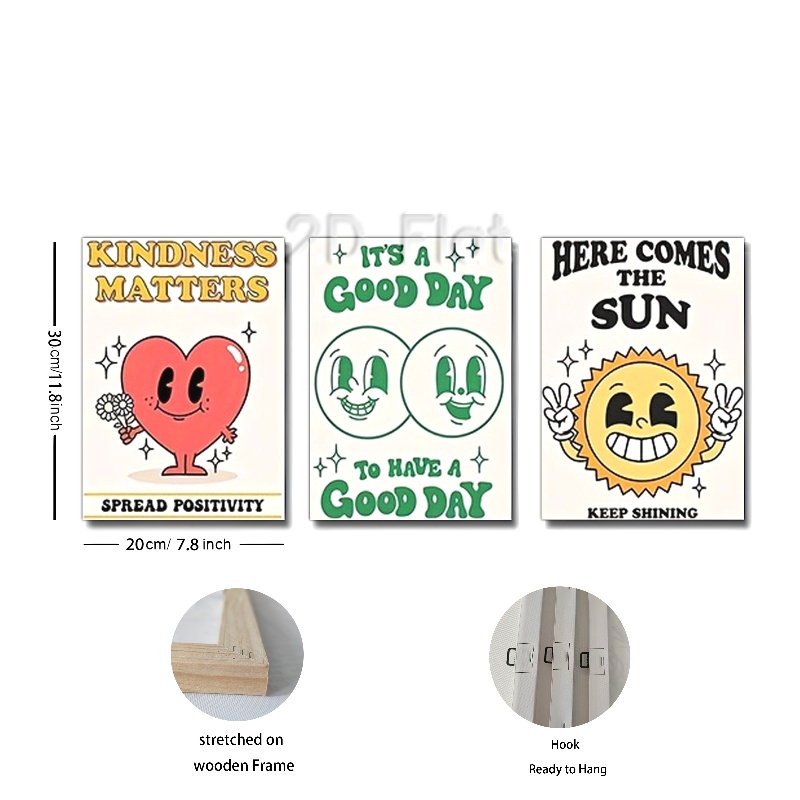 2D Flat
KINDNESS
MATTERS
SPREAD POSITIVITY
IT'S A
GOOD DAY
TO HAVE A
GOOD DAY
HERE COMES
THE
SUN
KEEP SHINING
30cm/11.8inch
20cm/ 7.8 inch
stretched on
wooden Frame
Hook
Ready to Hang